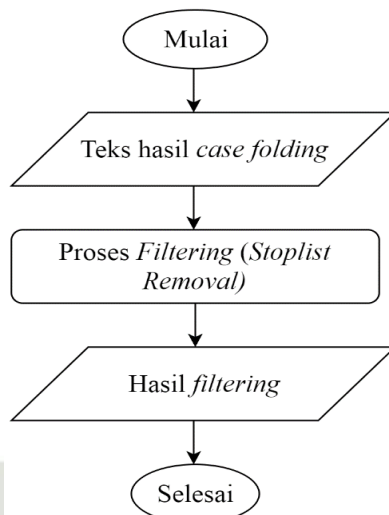 Mulai
Teks hasil case folding
Proses Filtering (Stoplist
Removal)
Hasil filtering
Selesai